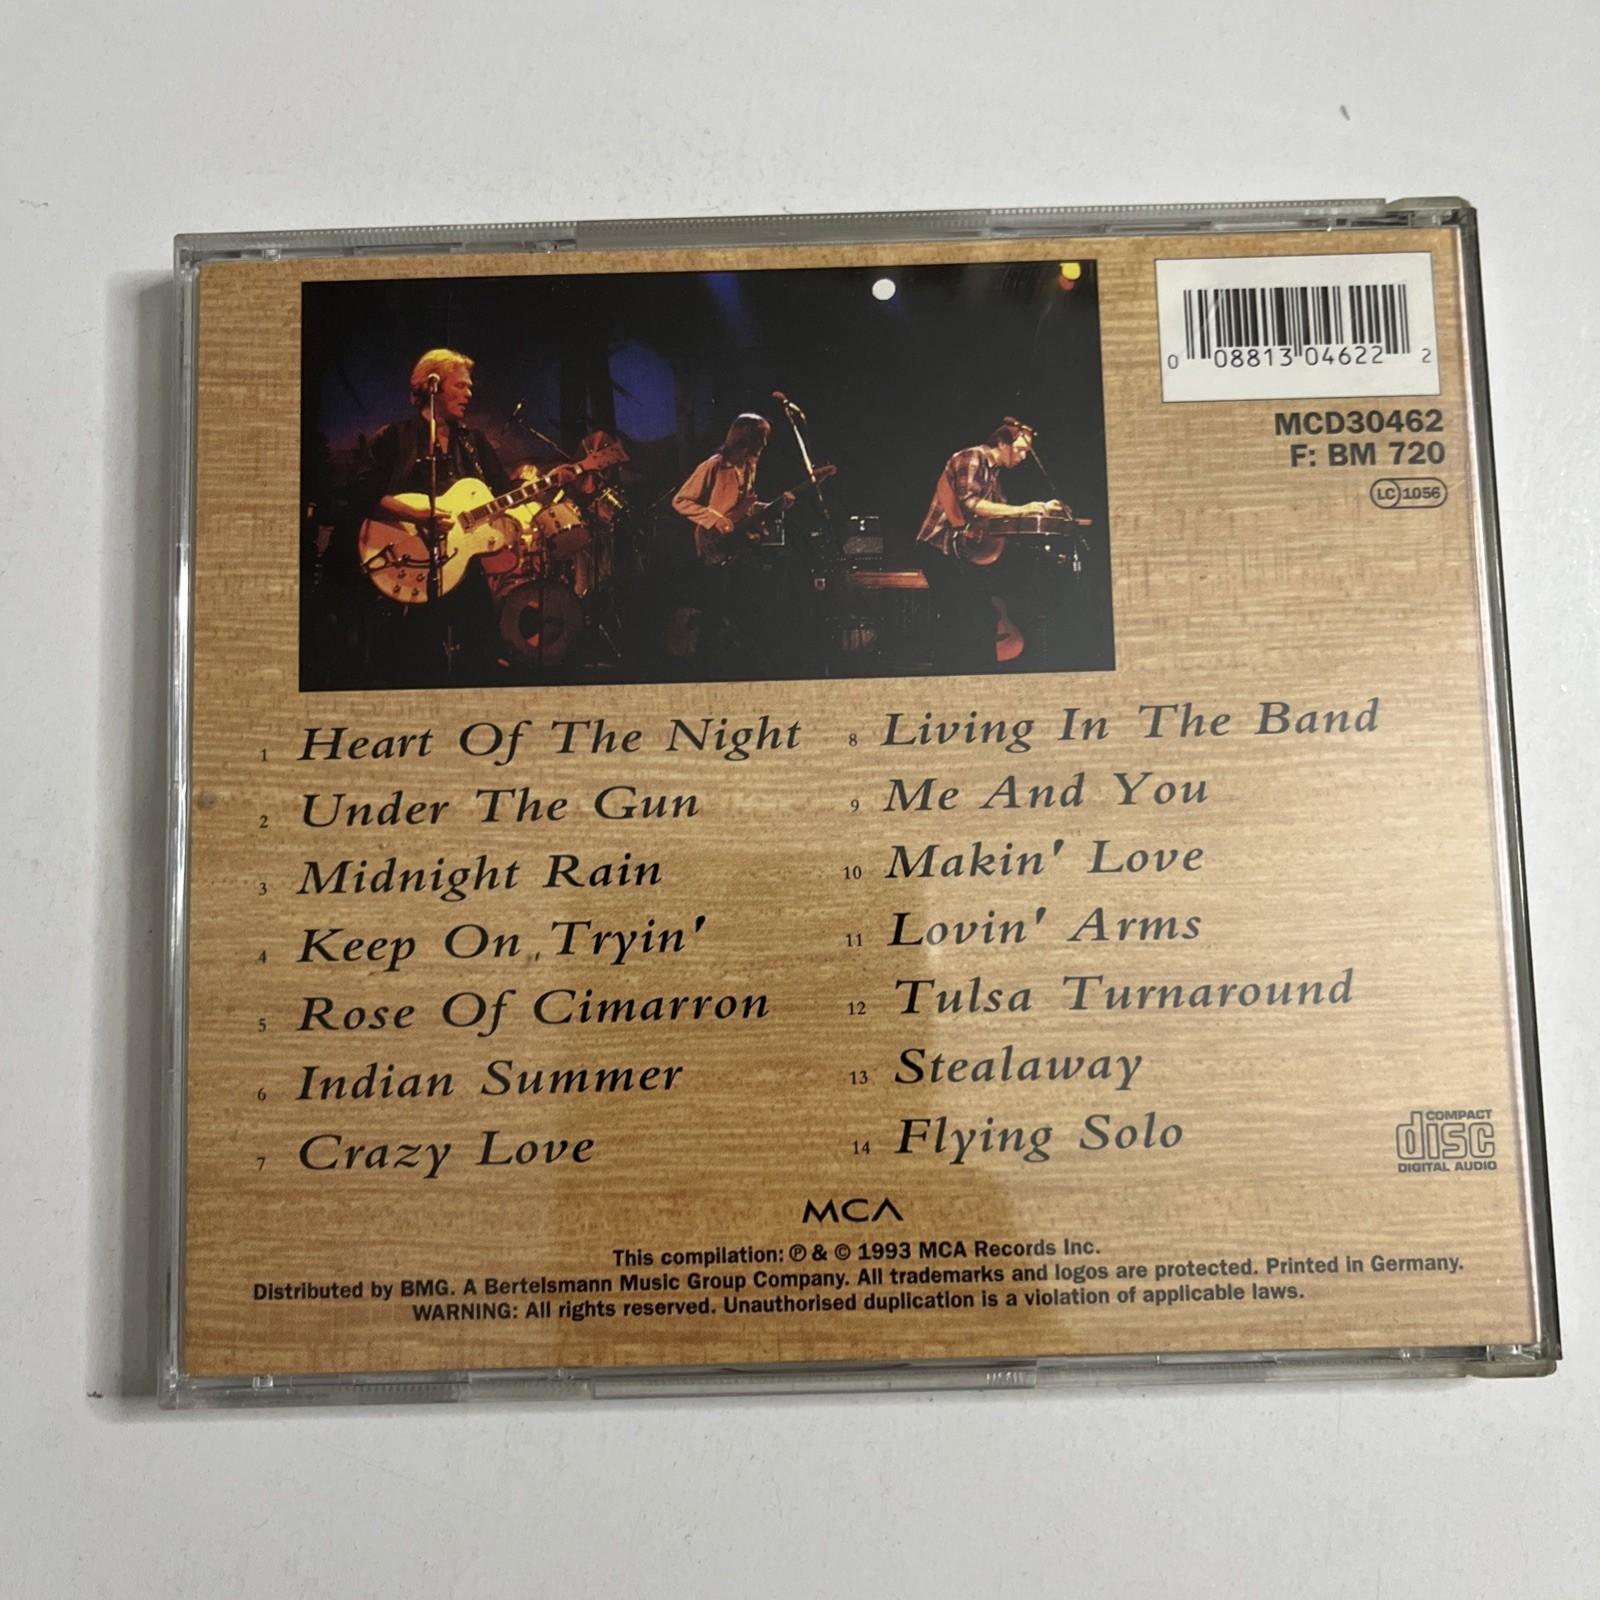 0 08813 04622 2
MCD30462
F: BM 720
LC 1056
1 Heart Of The Night
2 Under The Gun
3 Midnight Rain
4 Keep On Tryin'
5 Rose Of Cimarron
6 Indian Summer
7 Crazy Love
8 Living In The Band
9 Me And You
10 Makin' Love
11 Lovin' Arms
12 Tulsa Turnaround
13 Stealaway
14 Flying Solo
COMPACT
disc
DIGITAL AUDIO
MCA
This compilation: ℗ & © 1993 MCA Records Inc.
Distributed by BMG. A Bertelsmann Music Group Company. All trademarks and logos are protected. Printed in Germany.
WARNING: All rights reserved. Unauthorised duplication is a violation of applicable laws.